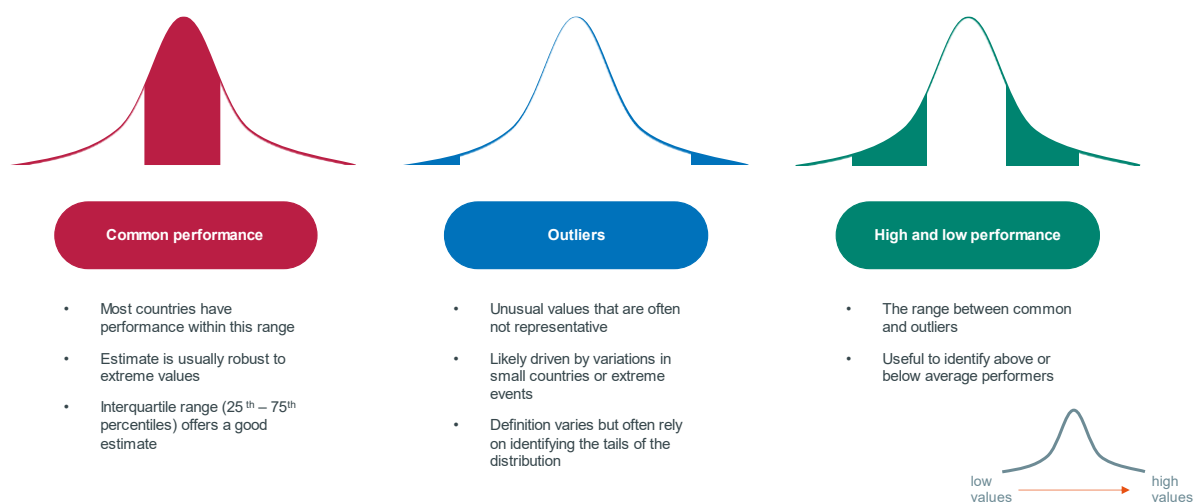 Common performance
• Most countries have
performance within this range
• Estimate is usually robust to
extreme values
• Interquartile range (25 th – 75th
percentiles) offers a good
estimate
Outliers
• Unusual values that are often
not representative
• Likely driven by variations in
small countries or extreme
events
• Definition varies but often rely
on identifying the tails of the
distribution
High and low performance
• The range between common
and outliers
• Useful to identify above or
below average performers
low
values
high
values